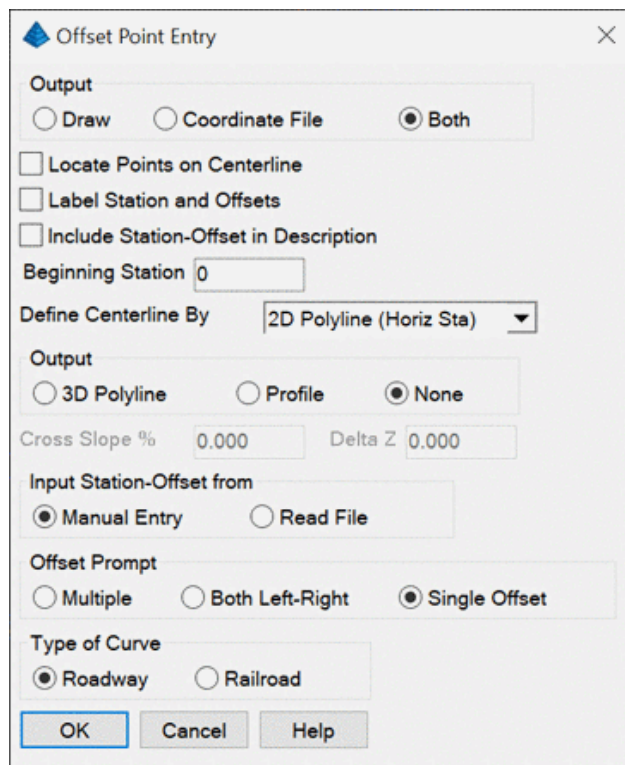 Offset Point Entry
Output
Draw Coordinate File Both
Locate Points on Centerline
Label Station and Offsets
Include Station-Offset in Description
Beginning Station 0
Define Centerline By 2D Polyline (Horiz Sta)
Output
3D Polyline Profile None
Cross Slope % 0.000 Delta Z 0.000
Input Station-Offset from
Manual Entry Read File
Offset Prompt
Multiple Both Left-Right Single Offset
Type of Curve
Roadway Railroad
OK Cancel Help